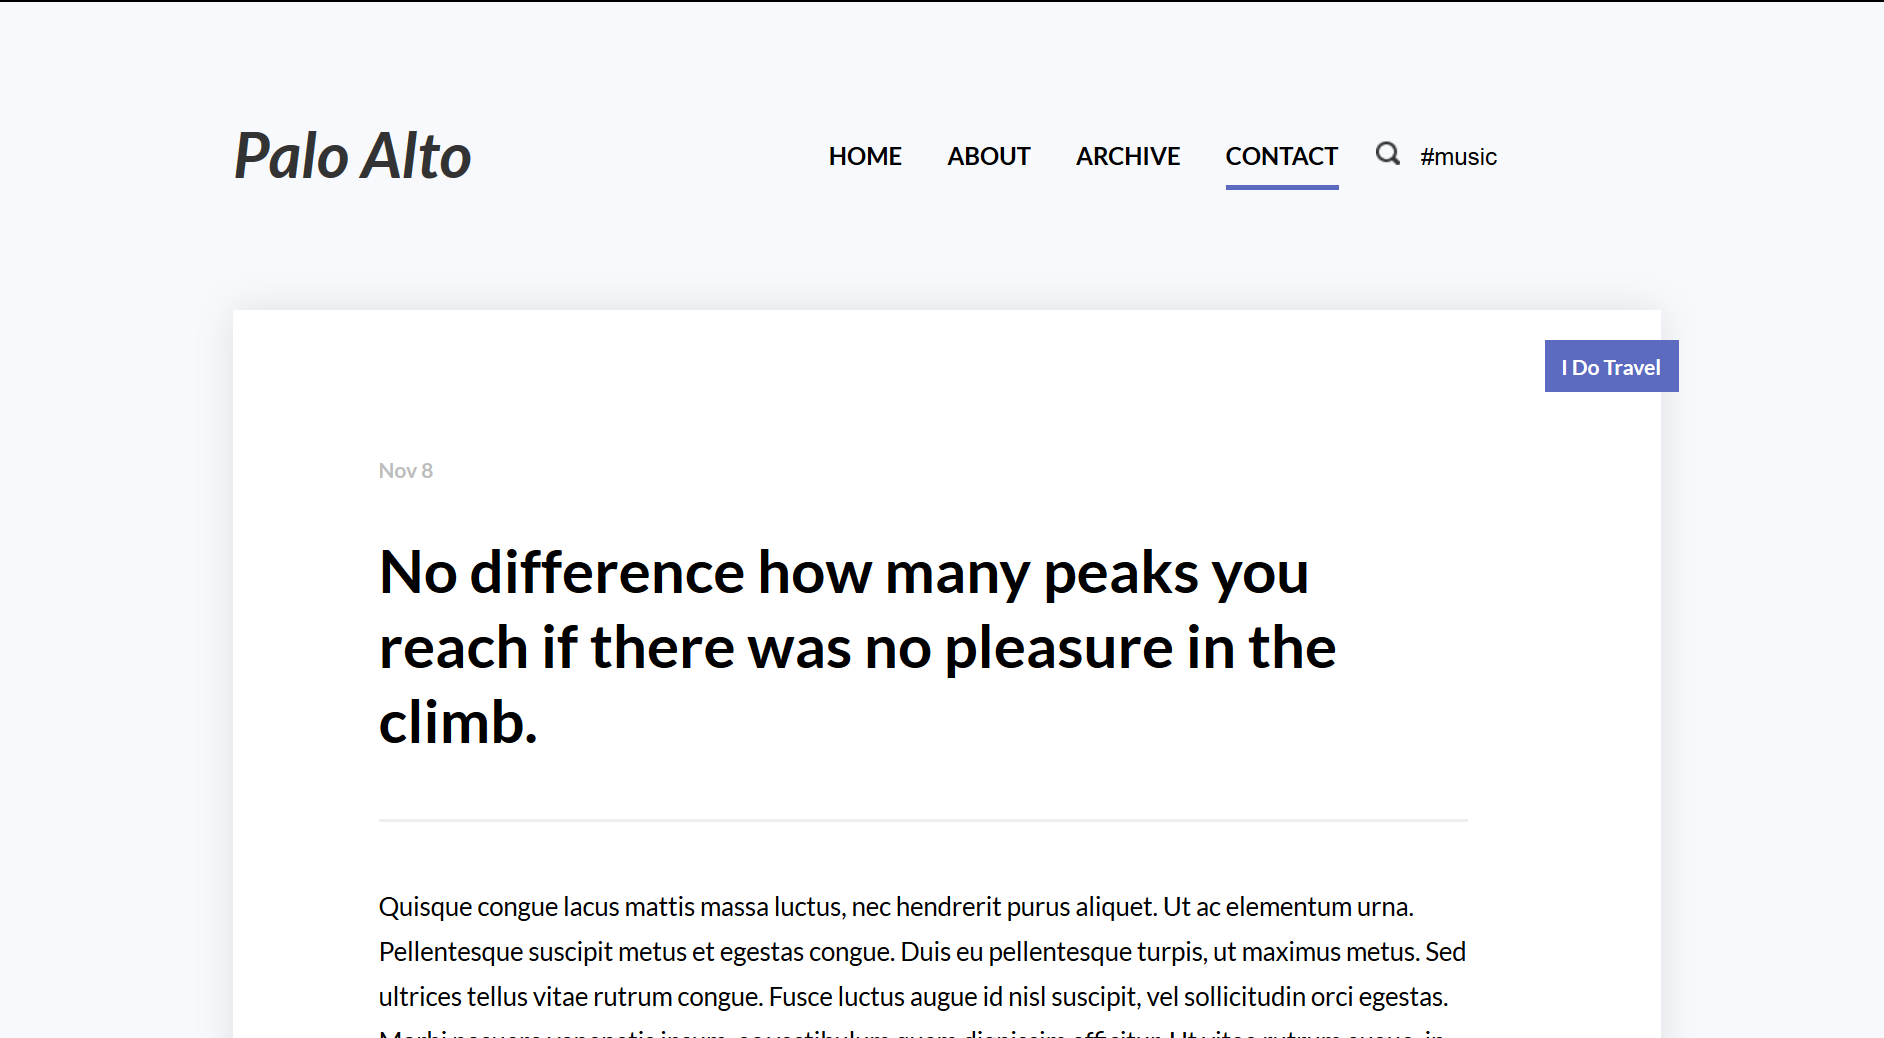 Palo Alto
HOME ABOUT ARCHIVE CONTACT #music
I Do Travel
Nov 8
No difference how many peaks you
reach if there was no pleasure in the
climb.
Quisque congue lacus mattis massa luctus, nec hendrerit purus aliquet. Ut ac elementum urna.
Pellentesque suscipit metus et egestas congue. Duis eu pellentesque turpis, ut maximus metus. Sed
ultrices tellus vitae rutrum congue. Fusce luctus augue id nisl suscipit, vel sollicitudin orci egestas.